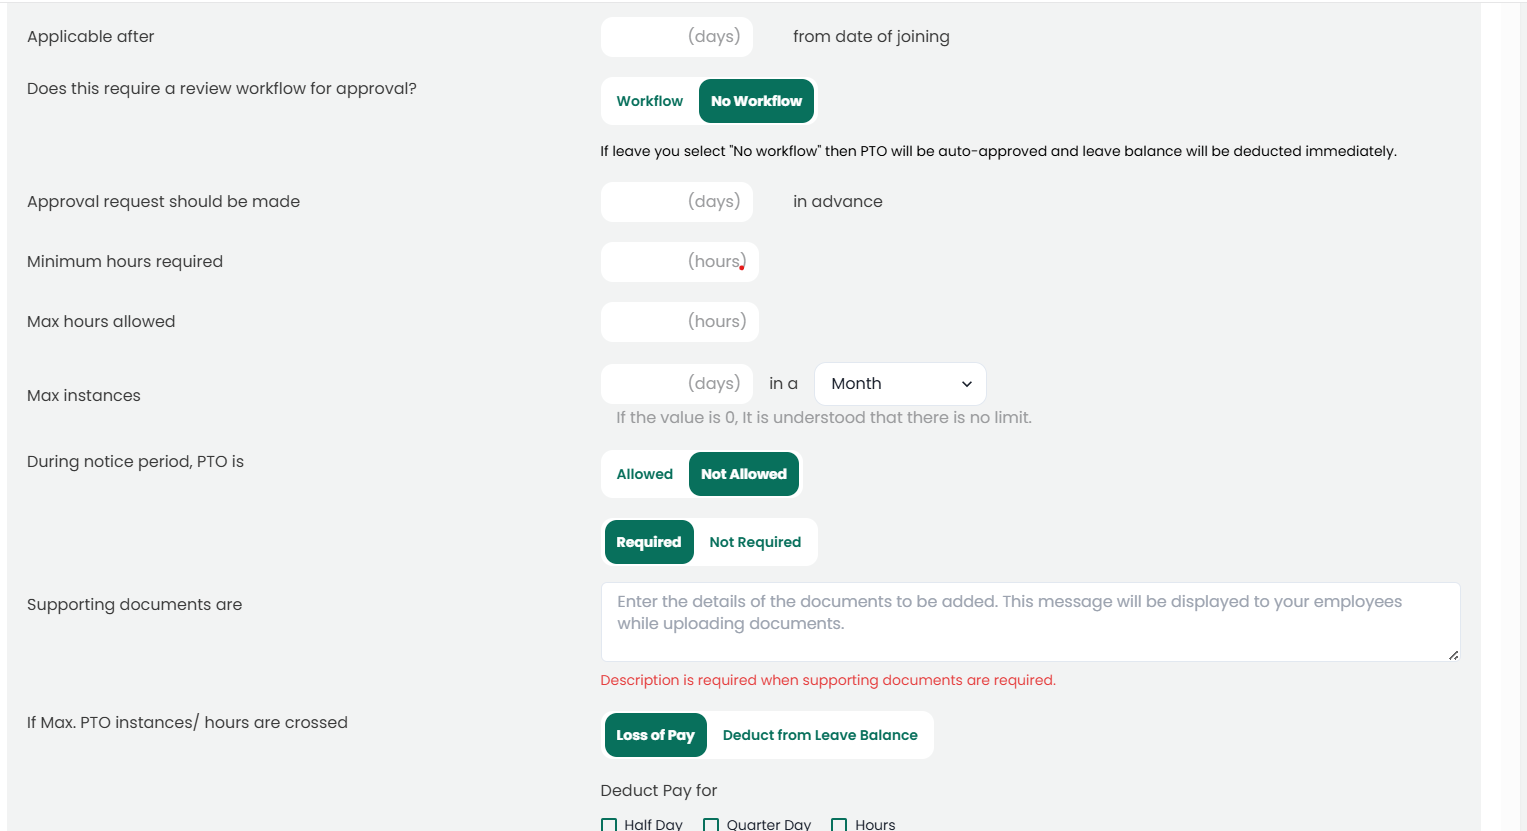 Applicable after (days) from date of joining
Does this require a review workflow for approval?
Workflow No Workflow
If leave you select "No workflow" then PTO will be auto-approved and leave balance will be deducted immediately.
Approval request should be made (days) in advance
Minimum hours required (hours)
Max hours allowed (hours)
Max instances (days) in a Month
If the value is 0, It is understood that there is no limit.
During notice period, PTO is
Allowed Not Allowed
Required Not Required
Supporting documents are
Enter the details of the documents to be added. This message will be displayed to your employees
while uploading documents.
Description is required when supporting documents are required.
If Max. PTO instances/ hours are crossed
Loss of Pay Deduct from Leave Balance
Deduct Pay for
Half Day Quarter Day Hours